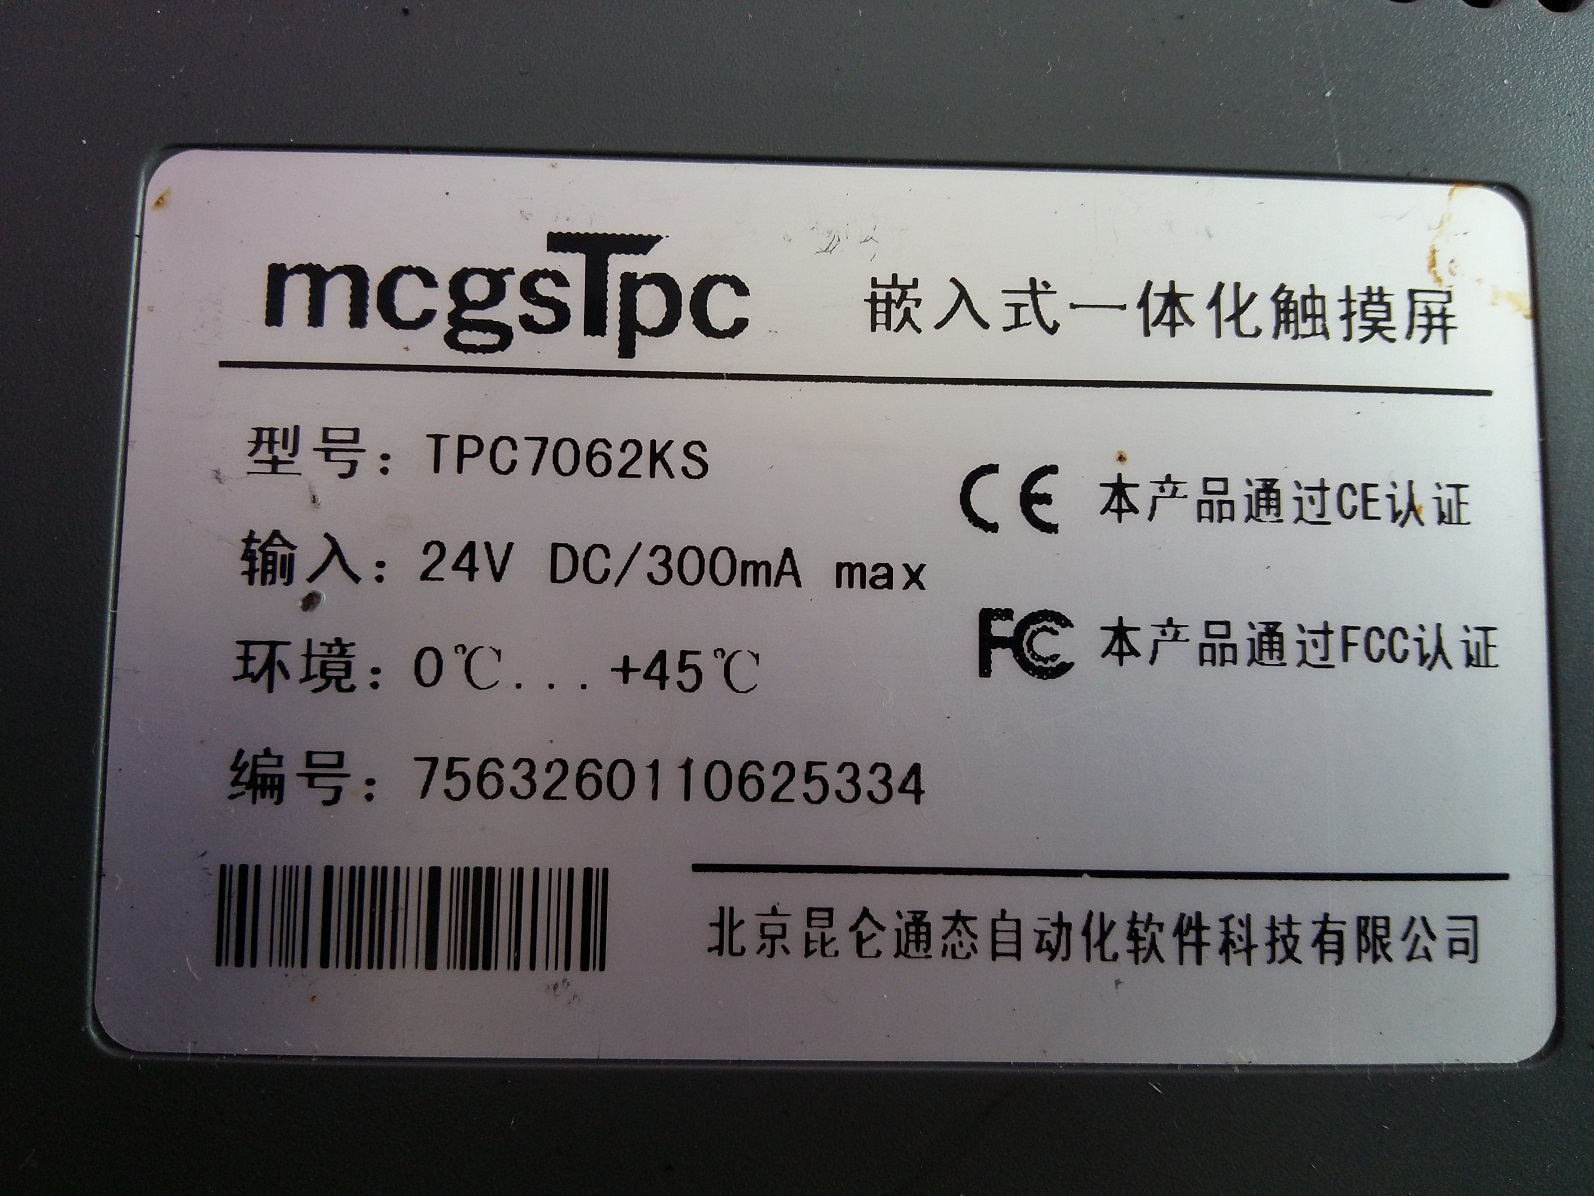 mcgsTpc 嵌入式一体化触摸屏
型号：TPC7062KS
CE 本产品通过CE认证
输入：24V DC/300mA max
FC 本产品通过FCC认证
环境：0℃...+45℃
编号：7563260110625334
北京昆仑通态自动化软件科技有限公司